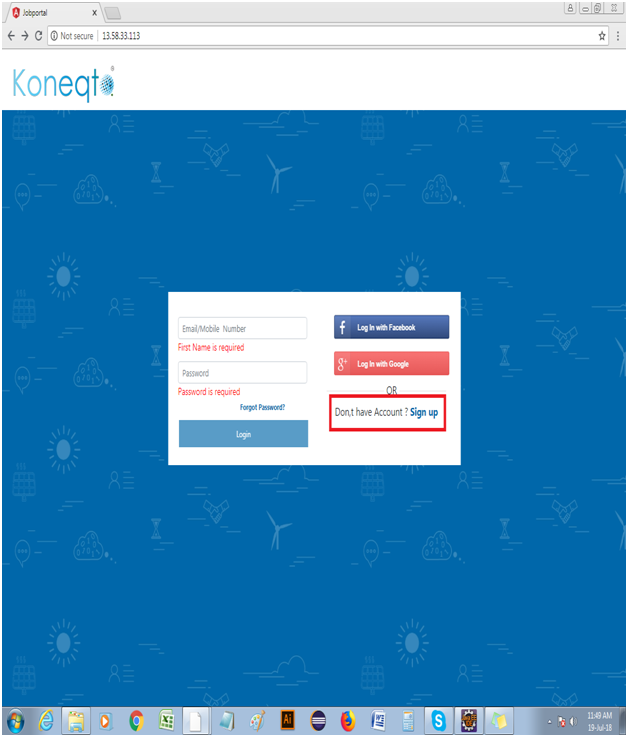 Jobportal
Not secure | 13.58.33.113
Koneqto
Email/Mobile Number
First Name is required
Password
Password is required
Forgot Password?
Login
f Log In with Facebook
g+ Log In with Google
OR
Don,t have Account ? Sign up
Ai
11:49 AM
19-Jul-18